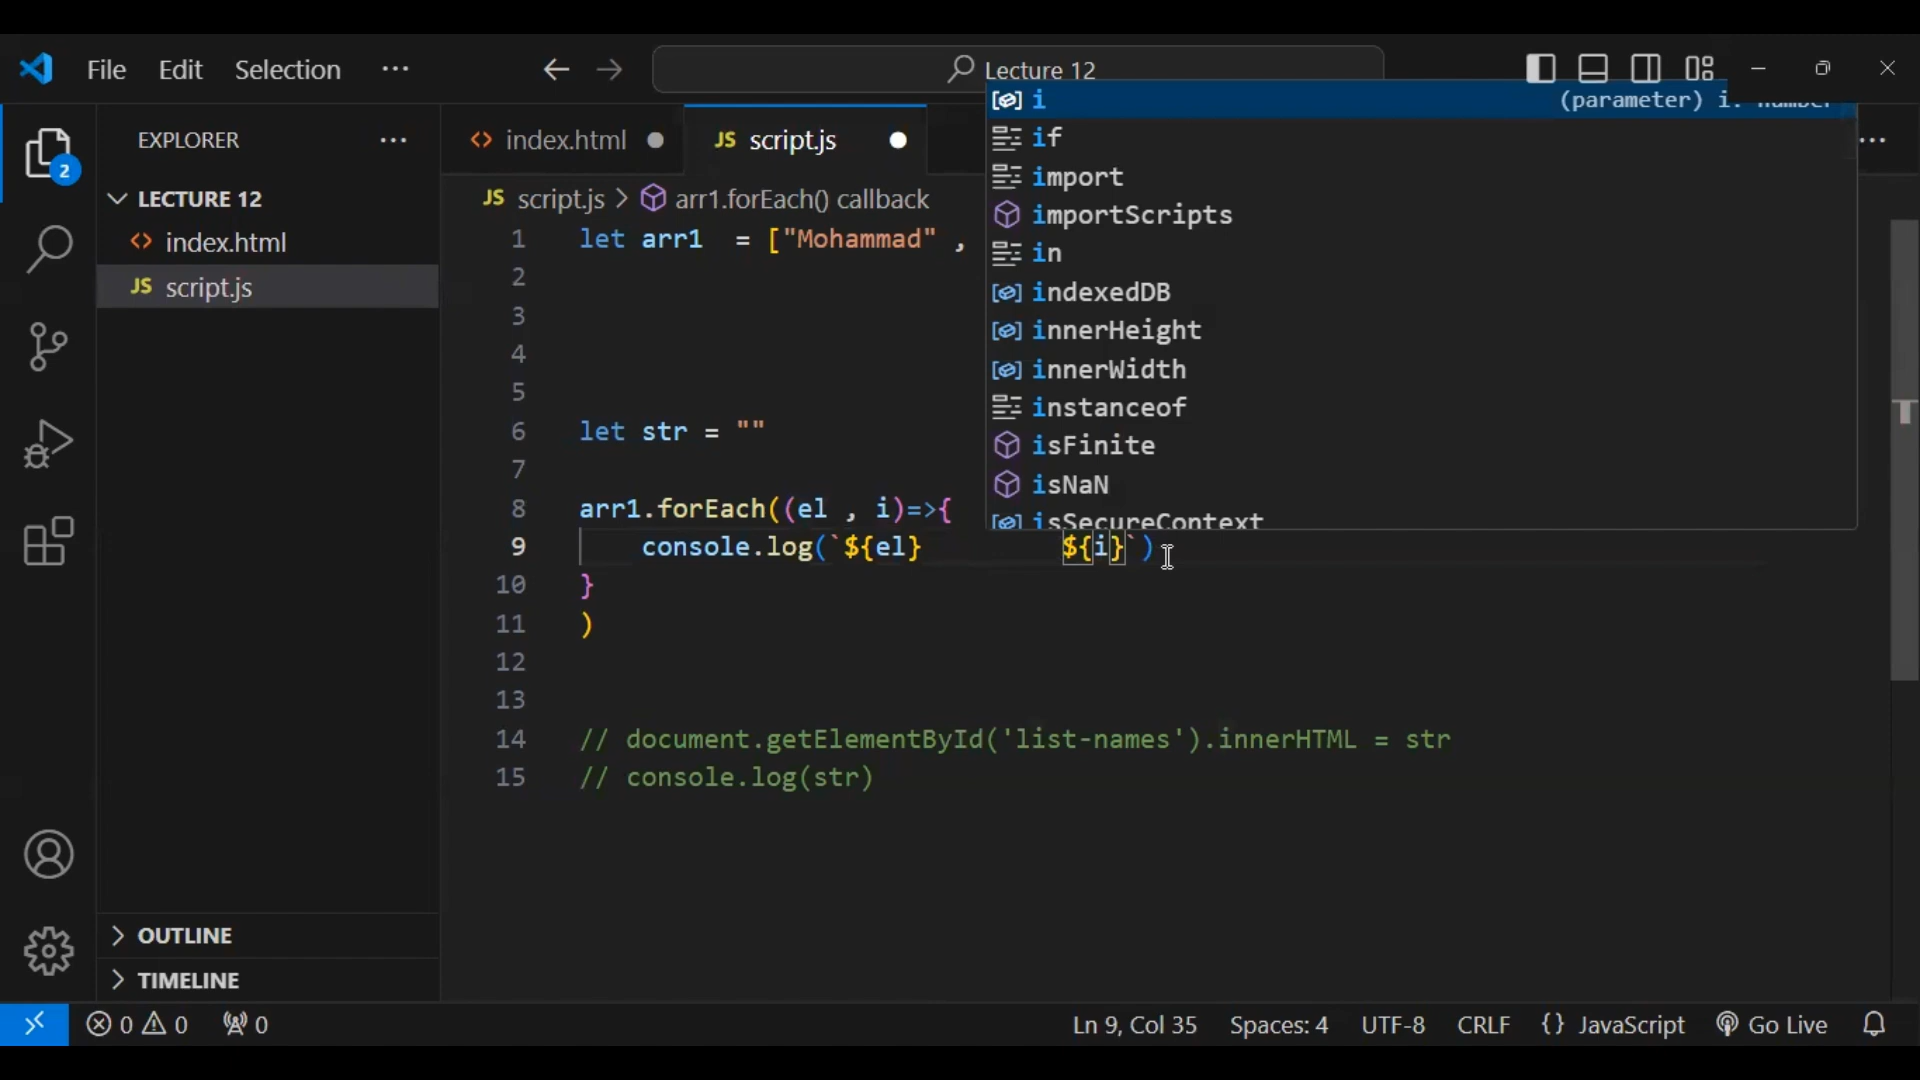 File Edit Selection ···
Lecture 12
EXPLORER ···
index.html
JS script.js
2
LECTURE 12
index.html
JS script.js
JS script.js > arr1.forEach() callback
1 let arr1  = ["Mohammad" ,
2
3
4
5
6 let str = ""
7
8 arr1.forEach((el , i)=>{
9     console.log(`${el}         ${i}`)
10 }
11 )
12
13
14 // document.getElementById('list-names').innerHTML = str
15 // console.log(str)
i (parameter) i: number
if
import
importScripts
in
indexedDB
innerHeight
innerWidth
instanceof
isFinite
isNaN
isSecureContext
OUTLINE
TIMELINE
0 0 0 Ln 9, Col 35 Spaces: 4 UTF-8 CRLF {} JavaScript Go Live